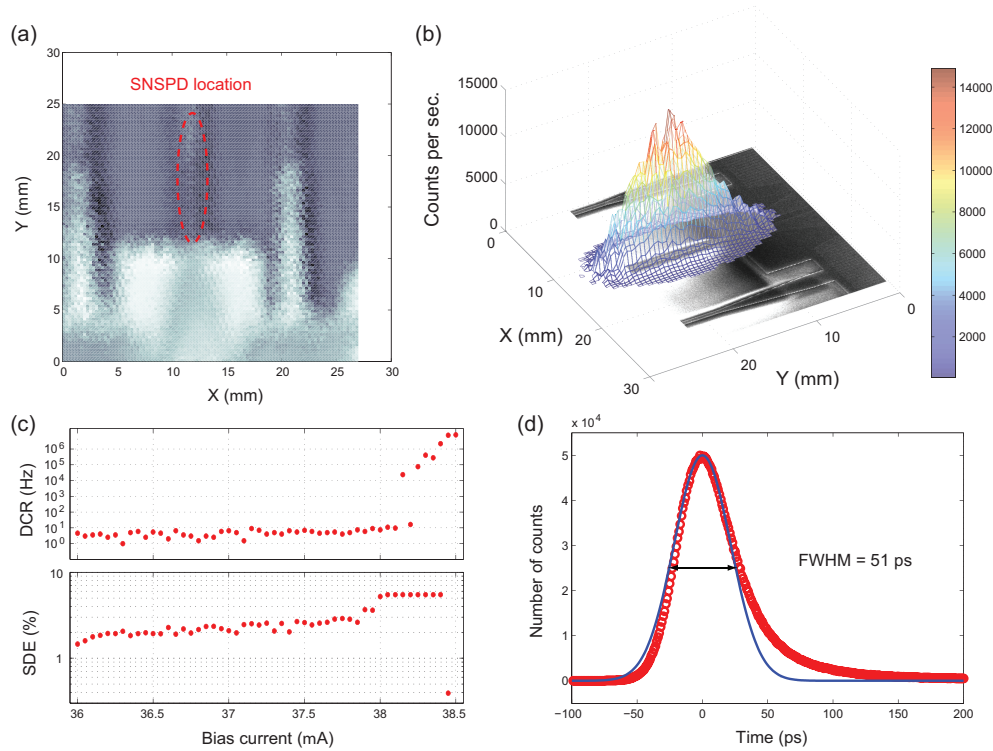 (a)
SNSPD location
30
25
20
15
10
5
0
Y (mm)
0 5 10 15 20 25 30
X (mm)
(b)
Counts per sec.
15000
10000
5000
0
0
10
20
30
X (mm)
20
10
0
Y (mm)
14000
12000
10000
8000
6000
4000
2000
(c)
DCR (Hz)
10^6
10^5
10^4
10^3
10^2
10^1
10^0
SDE (%)
10
1
36 36.5 37 37.5 38 38.5
Bias current (mA)
(d)
x 10^4
5
4
3
2
1
0
Number of counts
FWHM = 51 ps
−100 −50 0 50 100 150 200
Time (ps)